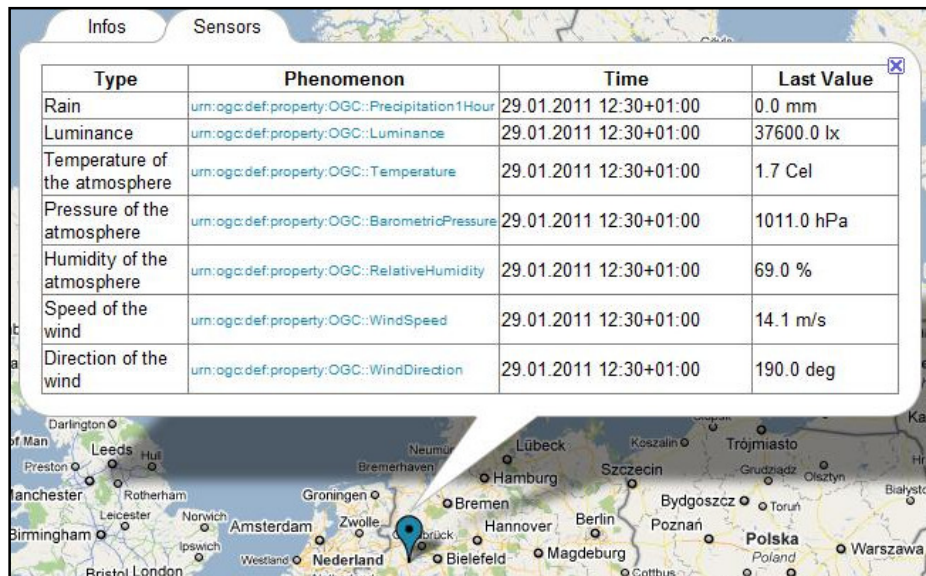 Infos
Sensors
Type Phenomenon Time Last Value
Rain urn:ogc:def:property:OGC::Precipitation1Hour 29.01.2011 12:30+01:00 0.0 mm
Luminance urn:ogc:def:property:OGC::Luminance 29.01.2011 12:30+01:00 37600.0 lx
Temperature of
the atmosphere urn:ogc:def:property:OGC::Temperature 29.01.2011 12:30+01:00 1.7 Cel
Pressure of the
atmosphere urn:ogc:def:property:OGC::BarometricPressure 29.01.2011 12:30+01:00 1011.0 hPa
Humidity of the
atmosphere urn:ogc:def:property:OGC::RelativeHumidity 29.01.2011 12:30+01:00 69.0 %
Speed of the
wind urn:ogc:def:property:OGC::WindSpeed 29.01.2011 12:30+01:00 14.1 m/s
Direction of the
wind urn:ogc:def:property:OGC::WindDirection 29.01.2011 12:30+01:00 190.0 deg
Darlington
of Man
Leeds Hull
Preston
Bremerhaven
Lübeck
Koszalin
Trójmiasto
Hamburg
Szczecin
Grudziądz
Olsztyn
Rotherham
Groningen
Bremen
Bydgoszcz
Toruń
Leicester
Norwich
Birmingham
Amsterdam
Zwolle
Hannover
Berlin
Poznań
Polska
Warszawa
Ipswich
Westland
Nederland
Bielefeld
Magdeburg
Poland
Bristol London
Cottbus